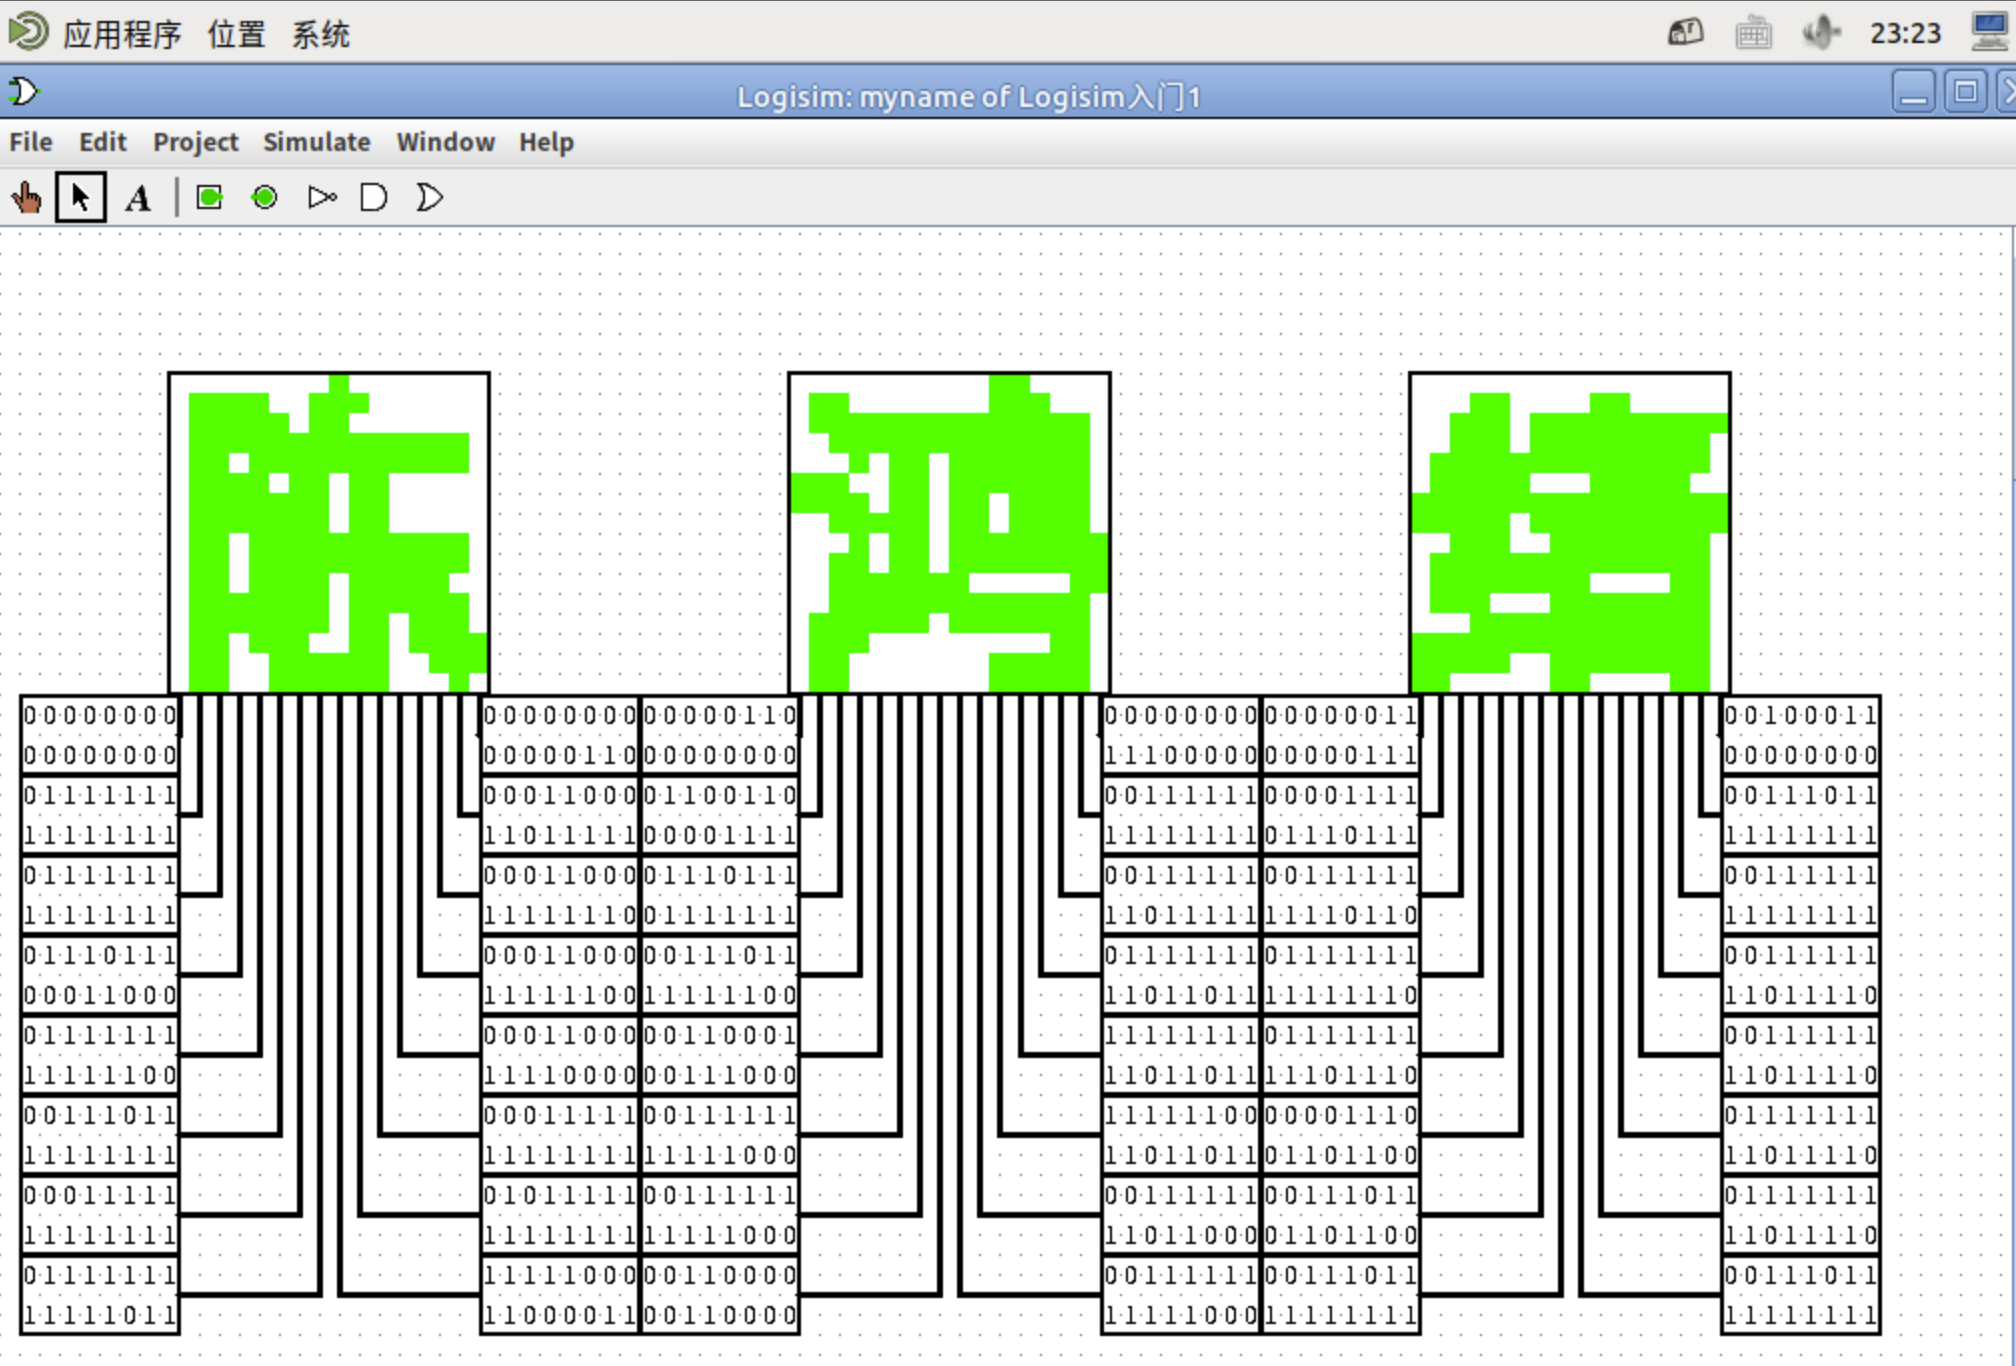 应用程序 位置 系统 23:23
Logisim: myname of Logisim入门1
File Edit Project Simulate Window Help
A
00000000 00000000 00000110 00000000 00000011 00100011
00000000 00000110 00000000 11100000 00000111 00000000
01111111 00011000 01100110 00111111 00001111 00111011
11111111 11011111 00001111 11111111 01110111 11111111
01111111 00011000 01110111 00111111 00111111 00111111
11111111 11111110 01111111 11011111 11110110 11111111
01110111 00011000 00111011 01111111 01111111 00111111
00011000 11111100 11111100 11011011 11111110 11011110
01111111 00011000 00110001 11111111 01111111 00111111
11111100 11110000 00111000 11011011 11101110 11011110
00111011 00011111 00111111 11111100 00001110 01111111
11111111 11111111 11111000 11011011 01101100 11011110
00011111 01011111 00111111 00111111 00111011 01111111
11111111 11111111 11111000 11011000 01101100 11011110
01111111 11111000 00110000 00111111 00111011 00111011
11111011 11000011 00110000 11111000 11111111 11111111